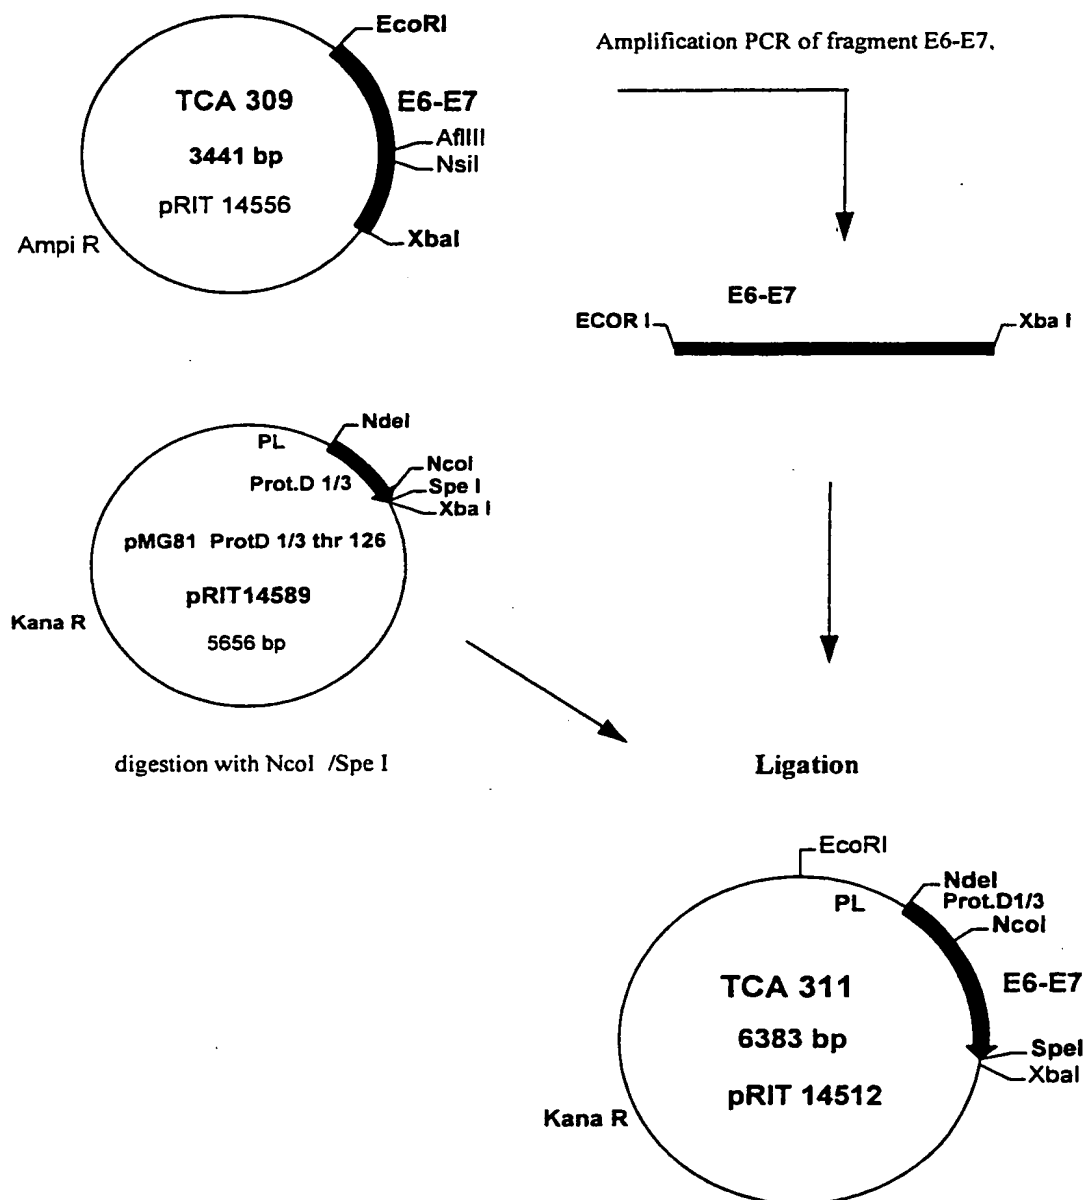 EcoRI
TCA 309
E6-E7
3441 bp
AflIII
NsiI
pRIT 14556
Ampi R
XbaI
Amplification PCR of fragment E6-E7.
E6-E7
ECOR I
Xba I
NdeI
PL
NcoI
Prot.D 1/3
Spe I
Xba I
pMG81 ProtD 1/3 thr 126
pRIT14589
Kana R
5656 bp
digestion with NcoI /Spe I
Ligation
EcoRI
NdeI
PL
Prot.D1/3
NcoI
TCA 311
E6-E7
6383 bp
SpeI
XbaI
pRIT 14512
Kana R